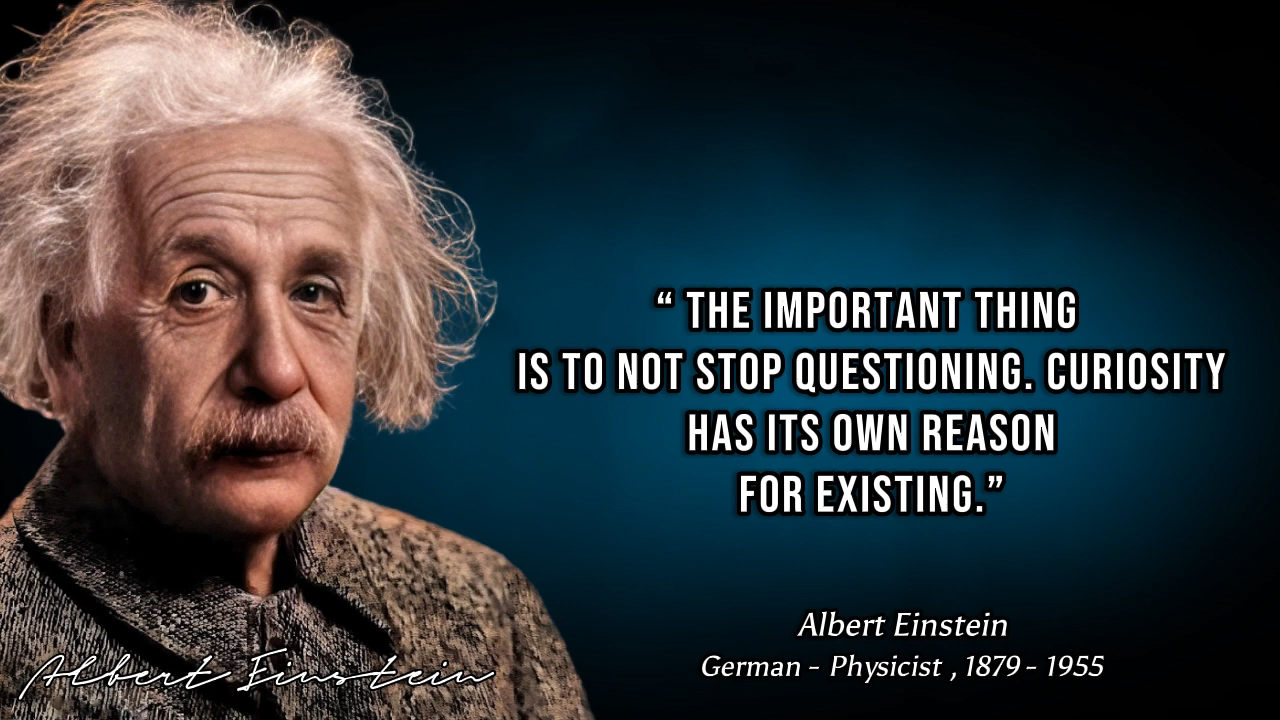 “ THE IMPORTANT THING
IS TO NOT STOP QUESTIONING. CURIOSITY
HAS ITS OWN REASON
FOR EXISTING.”
Albert Einstein
German - Physicist , 1879 - 1955
Albert Einstein